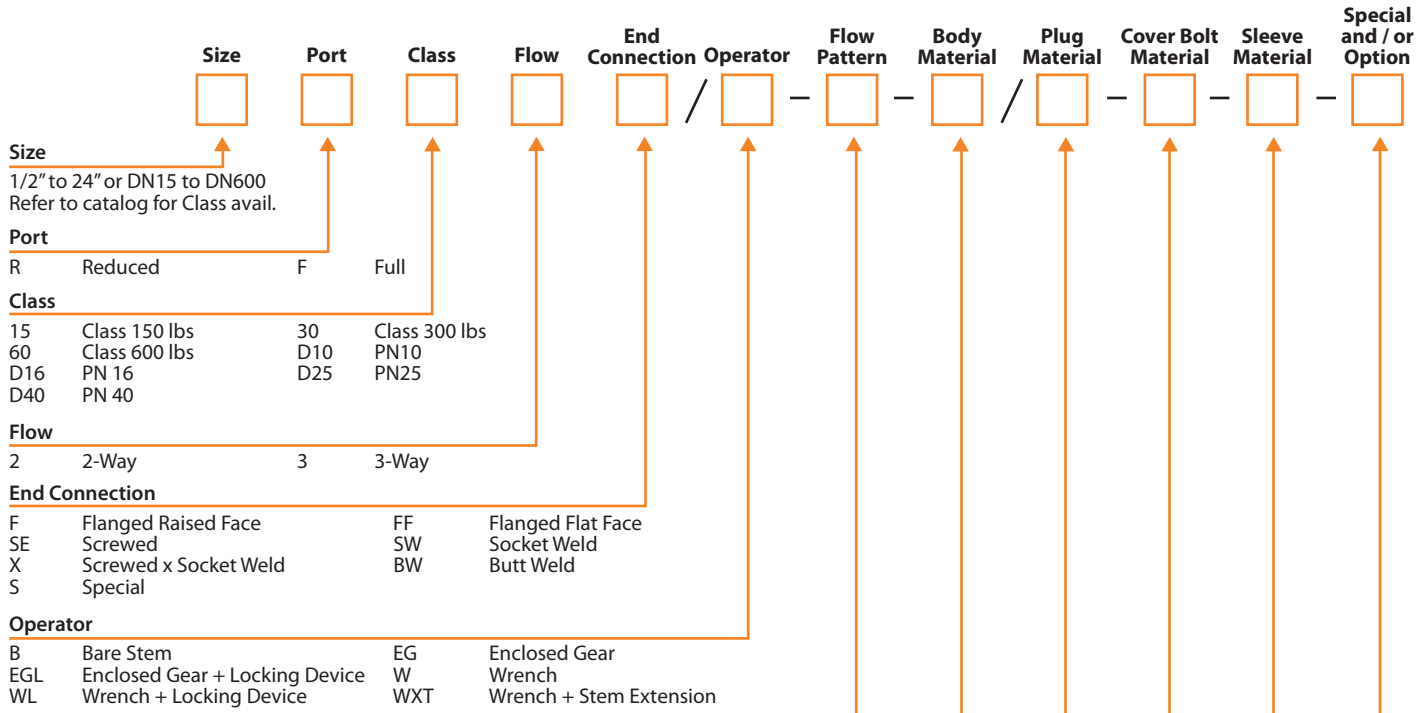 Size Port Class Flow End Connection Operator Flow Pattern Body Material Plug Material Cover Bolt Material Sleeve Material Special and / or Option
/ – – / – – –
Size
1/2” to 24” or DN15 to DN600
Refer to catalog for Class avail.
Port
R Reduced F Full
Class
15 Class 150 lbs 30 Class 300 lbs
60 Class 600 lbs D10 PN10
D16 PN 16 D25 PN25
D40 PN 40
Flow
2 2-Way 3 3-Way
End Connection
F Flanged Raised Face FF Flanged Flat Face
SE Screwed SW Socket Weld
X Screwed x Socket Weld BW Butt Weld
S Special
Operator
B Bare Stem EG Enclosed Gear
EGL Enclosed Gear + Locking Device W Wrench
WL Wrench + Locking Device WXT Wrench + Stem Extension